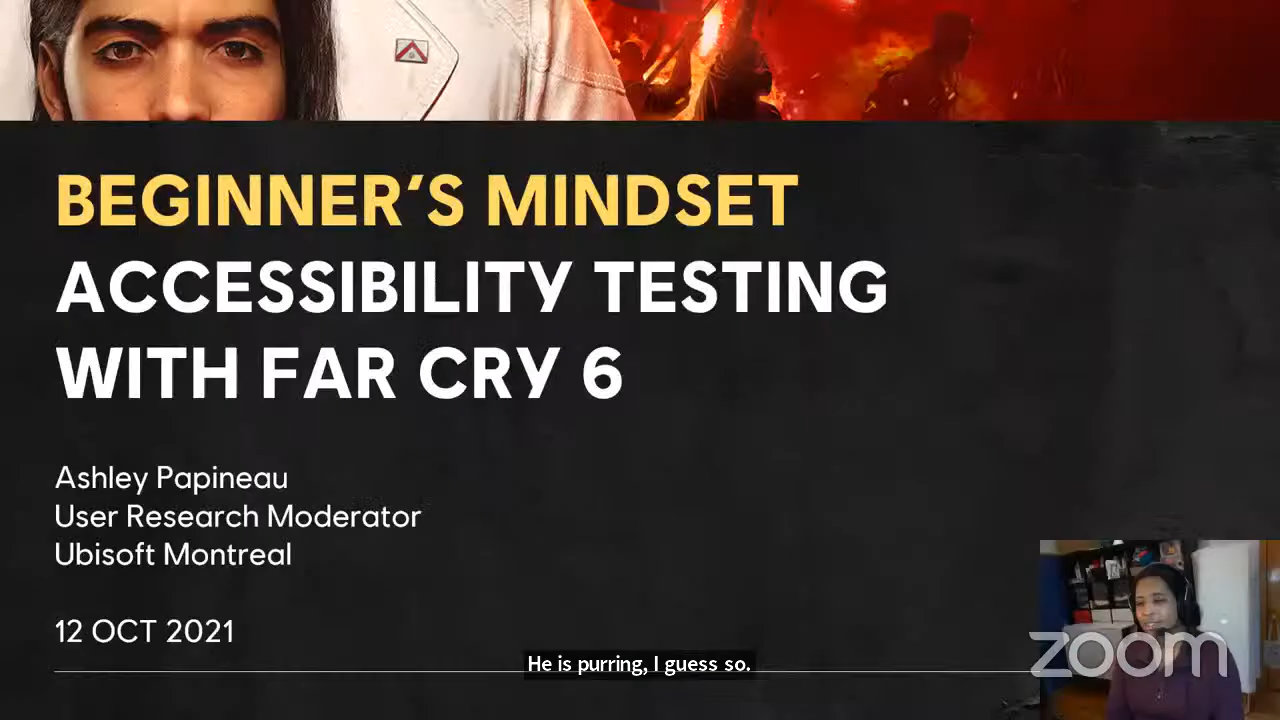 BEGINNER’S MINDSET
ACCESSIBILITY TESTING
WITH FAR CRY 6
Ashley Papineau
User Research Moderator
Ubisoft Montreal
12 OCT 2021
He is purring, I guess so.
zoom